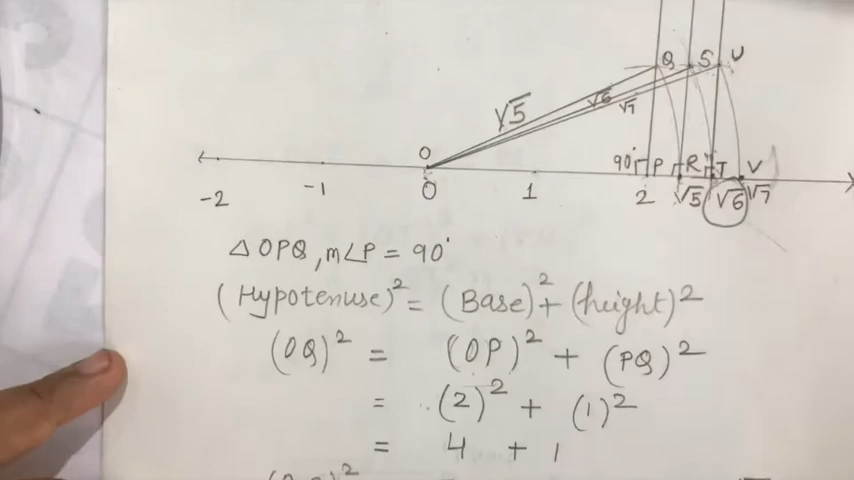 Q S U
√5 √6 √7
O 90° P R T V
-2 -1 0 1 2 √5 √6 √7
△OPQ, m∠P = 90°
(Hypotenuse)² = (Base)² + (height)²
(OQ)² = (OP)² + (PQ)²
= (2)² + (1)²
= 4 + 1